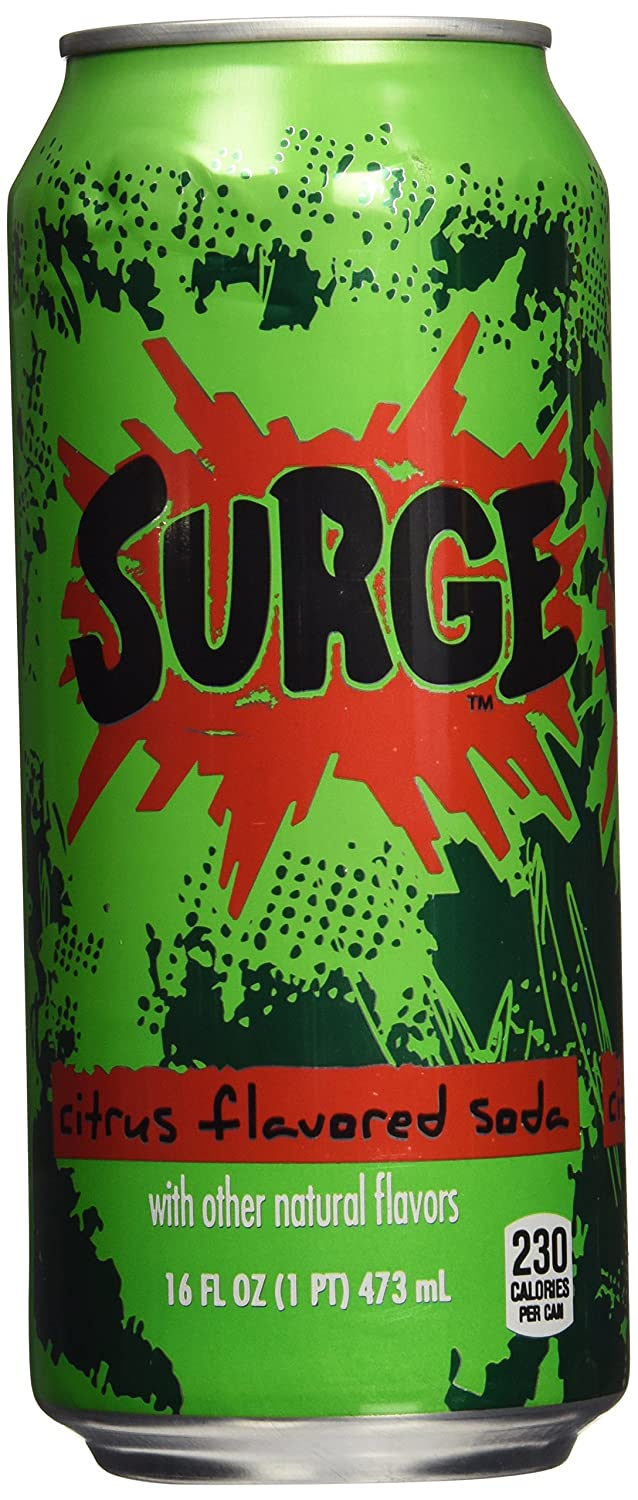 SURGE
TM
citrus flavored soda
with other natural flavors
16 FL OZ (1 PT) 473 mL
230
CALORIES
PER CAN